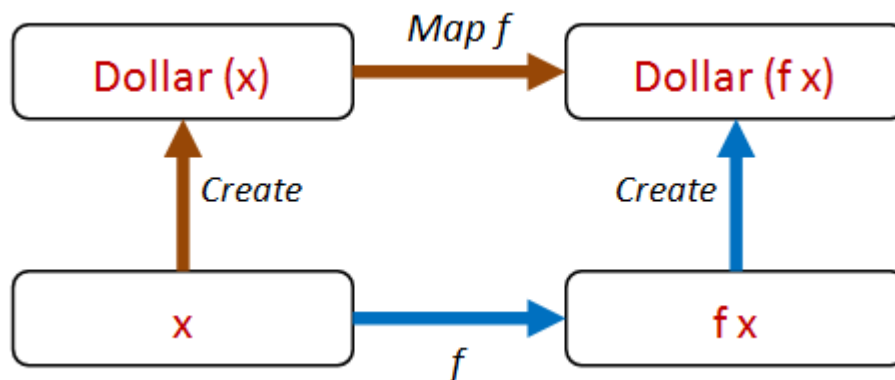 Map f
Dollar (x)
Dollar (f x)
Create
Create
x
f x
f